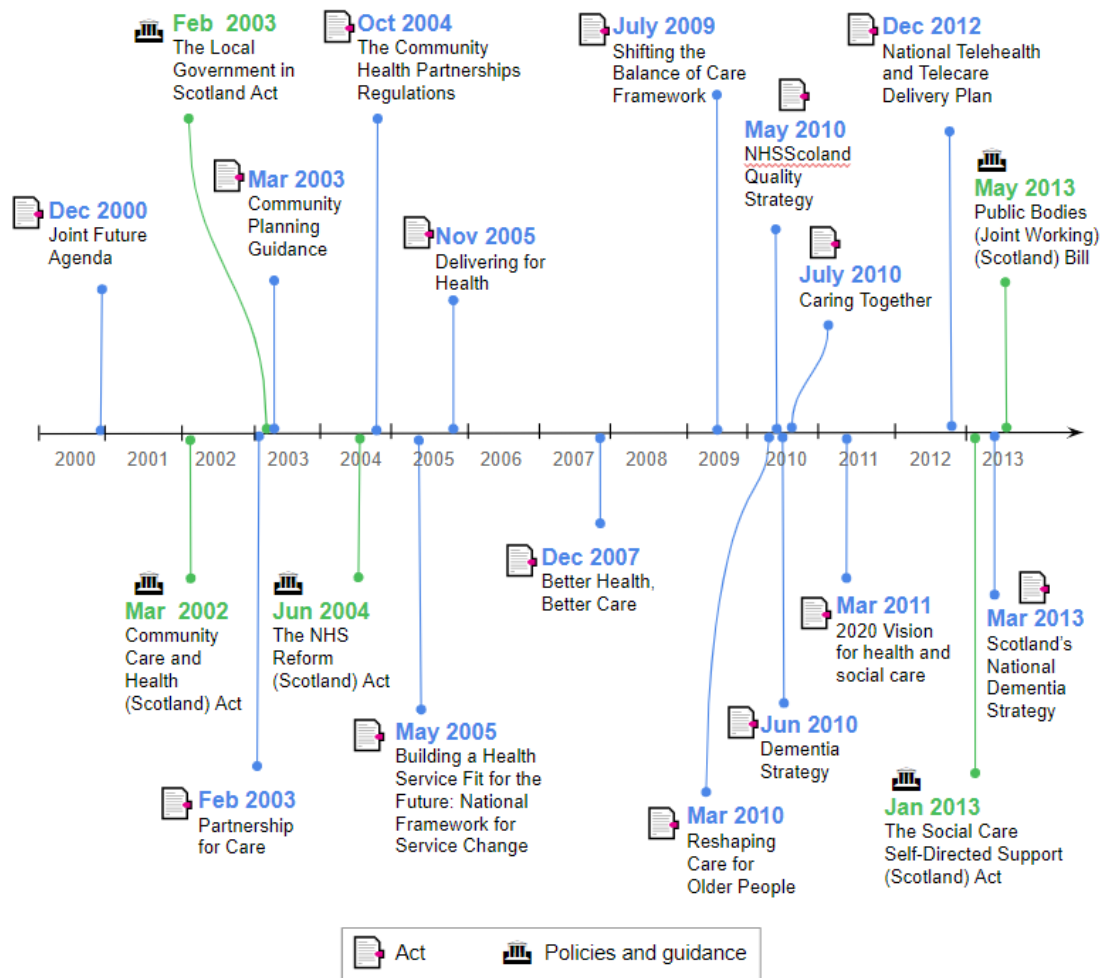 Feb 2003
The Local
Government in
Scotland Act
Oct 2004
The Community
Health Partnerships
Regulations
July 2009
Shifting the
Balance of Care
Framework
Dec 2012
National Telehealth
and Telecare
Delivery Plan
May 2010
NHSScoland
Quality
Strategy
Mar 2003
Community
Planning
Guidance
May 2013
Public Bodies
(Joint Working)
(Scotland) Bill
Dec 2000
Joint Future
Agenda
Nov 2005
Delivering for
Health
July 2010
Caring Together
2000
2001
2002
2003
2004
2005
2006
2007
2008
2009
2010
2011
2012
2013
Mar 2002
Community
Care and
Health
(Scotland) Act
Jun 2004
The NHS
Reform
(Scotland) Act
Dec 2007
Better Health,
Better Care
Mar 2011
2020 Vision
for health and
social care
Mar 2013
Scotland's
National
Dementia
Strategy
Feb 2003
Partnership
for Care
May 2005
Building a Health
Service Fit for the
Future: National
Framework for
Service Change
Jun 2010
Dementia
Strategy
Mar 2010
Reshaping
Care for
Older People
Jan 2013
The Social Care
Self-Directed Support
(Scotland) Act
Act
Policies and guidance